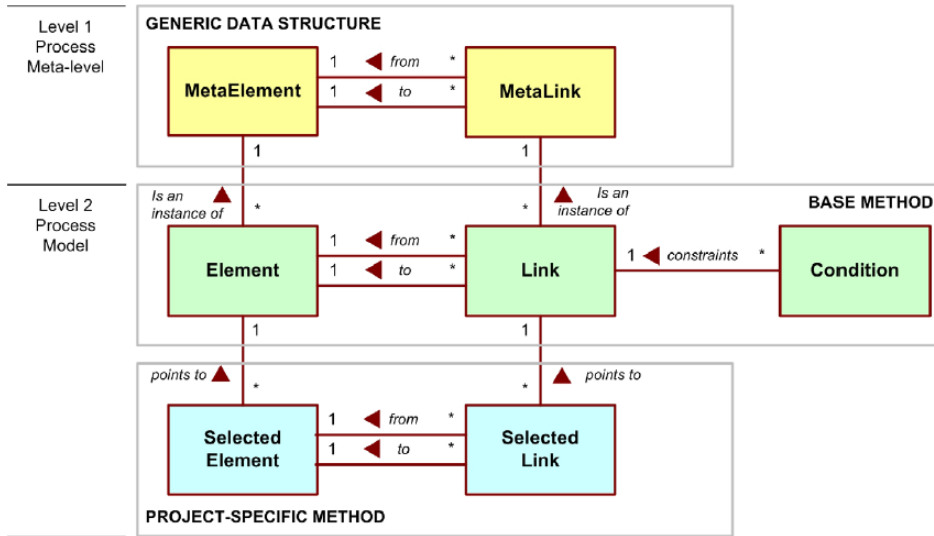 Level 1
Process
Meta-level
GENERIC DATA STRUCTURE
MetaElement
1 from *
1 to *
MetaLink
1
1
Is an
instance of
*
*
Is an
instance of
Level 2
Process
Model
BASE METHOD
Element
1 from *
1 to *
Link
1 constraints *
Condition
1
1
points to
*
*
points to
Selected
Element
1 from *
1 to *
Selected
Link
PROJECT-SPECIFIC METHOD